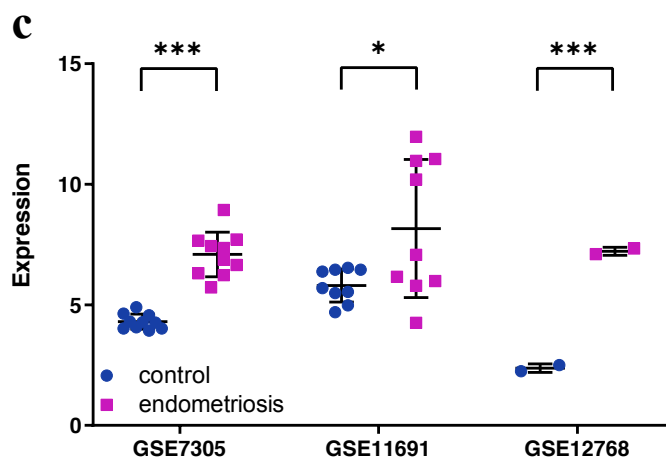 c
*** * ***
15
10
5
0
Expression
control
endometriosis
GSE7305 GSE11691 GSE12768